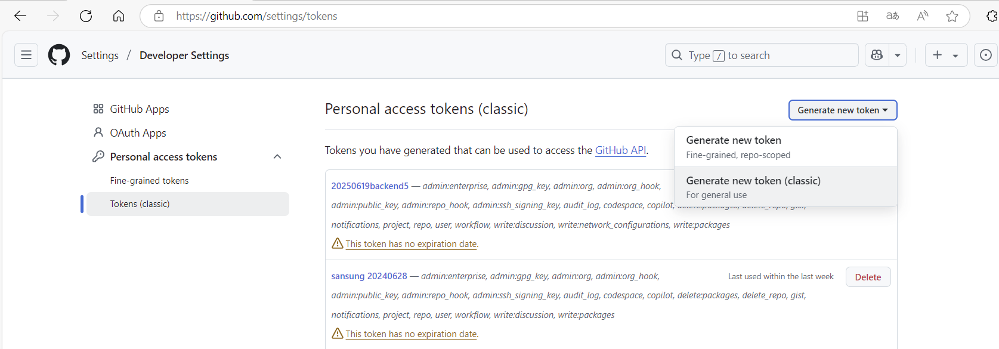 https://github.com/settings/tokens
Settings / Developer Settings
Type / to search
GitHub Apps
OAuth Apps
Personal access tokens
Fine-grained tokens
Tokens (classic)
Personal access tokens (classic)
Generate new token
Generate new token
Fine-grained, repo-scoped
Generate new token (classic)
For general use
Tokens you have generated that can be used to access the GitHub API.
20250619backend5 — admin:enterprise, admin:gpg_key, admin:org, admin:org_hook,
admin:public_key, admin:repo_hook, admin:ssh_signing_key, audit_log, codespace, copilot, delete:packages, delete_repo, gist,
notifications, project, repo, user, workflow, write:discussion, write:network_configurations, write:packages
This token has no expiration date.
sansung 20240628 — admin:enterprise, admin:gpg_key, admin:org, admin:org_hook,
Last used within the last week
Delete
admin:public_key, admin:repo_hook, admin:ssh_signing_key, audit_log, codespace, copilot, delete:packages, delete_repo, gist,
notifications, project, repo, user, workflow, write:discussion, write:packages
This token has no expiration date.